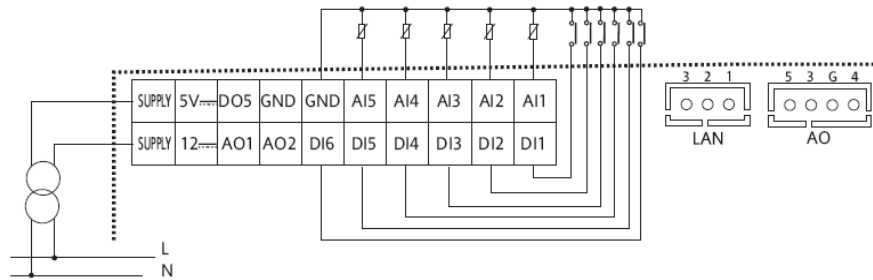 3 2 1
5 3 G 4
SUPPLY 5V⎓ DO5 GND GND AI5 AI4 AI3 AI2 AI1
SUPPLY 12⎓ AO1 AO2 DI6 DI5 DI4 DI3 DI2 DI1
LAN
AO
L
N